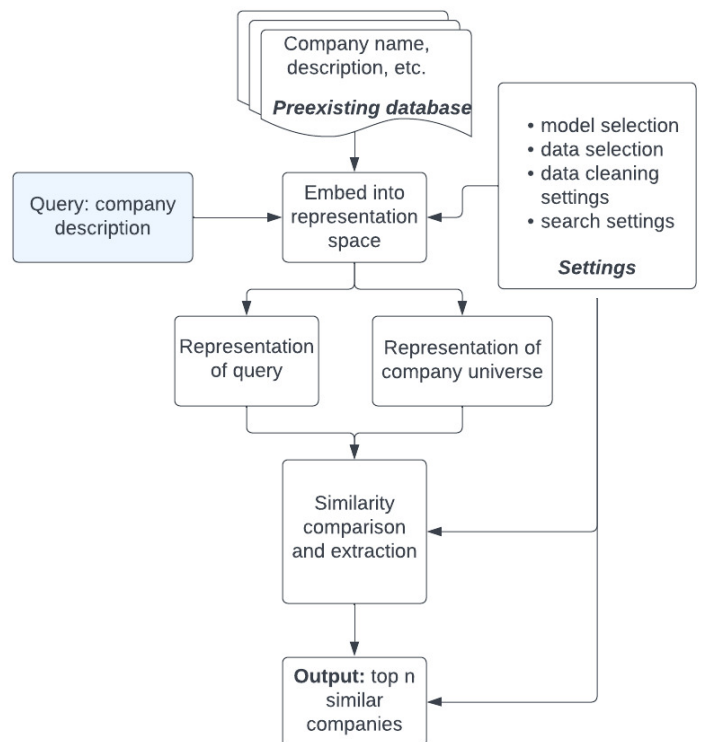 Company name,
description, etc.
Preexisting database
• model selection
• data selection
• data cleaning
settings
• search settings
Settings
Query: company
description
Embed into
representation
space
Representation
of query
Representation of
company universe
Similarity
comparison
and extraction
Output: top n
similar
companies